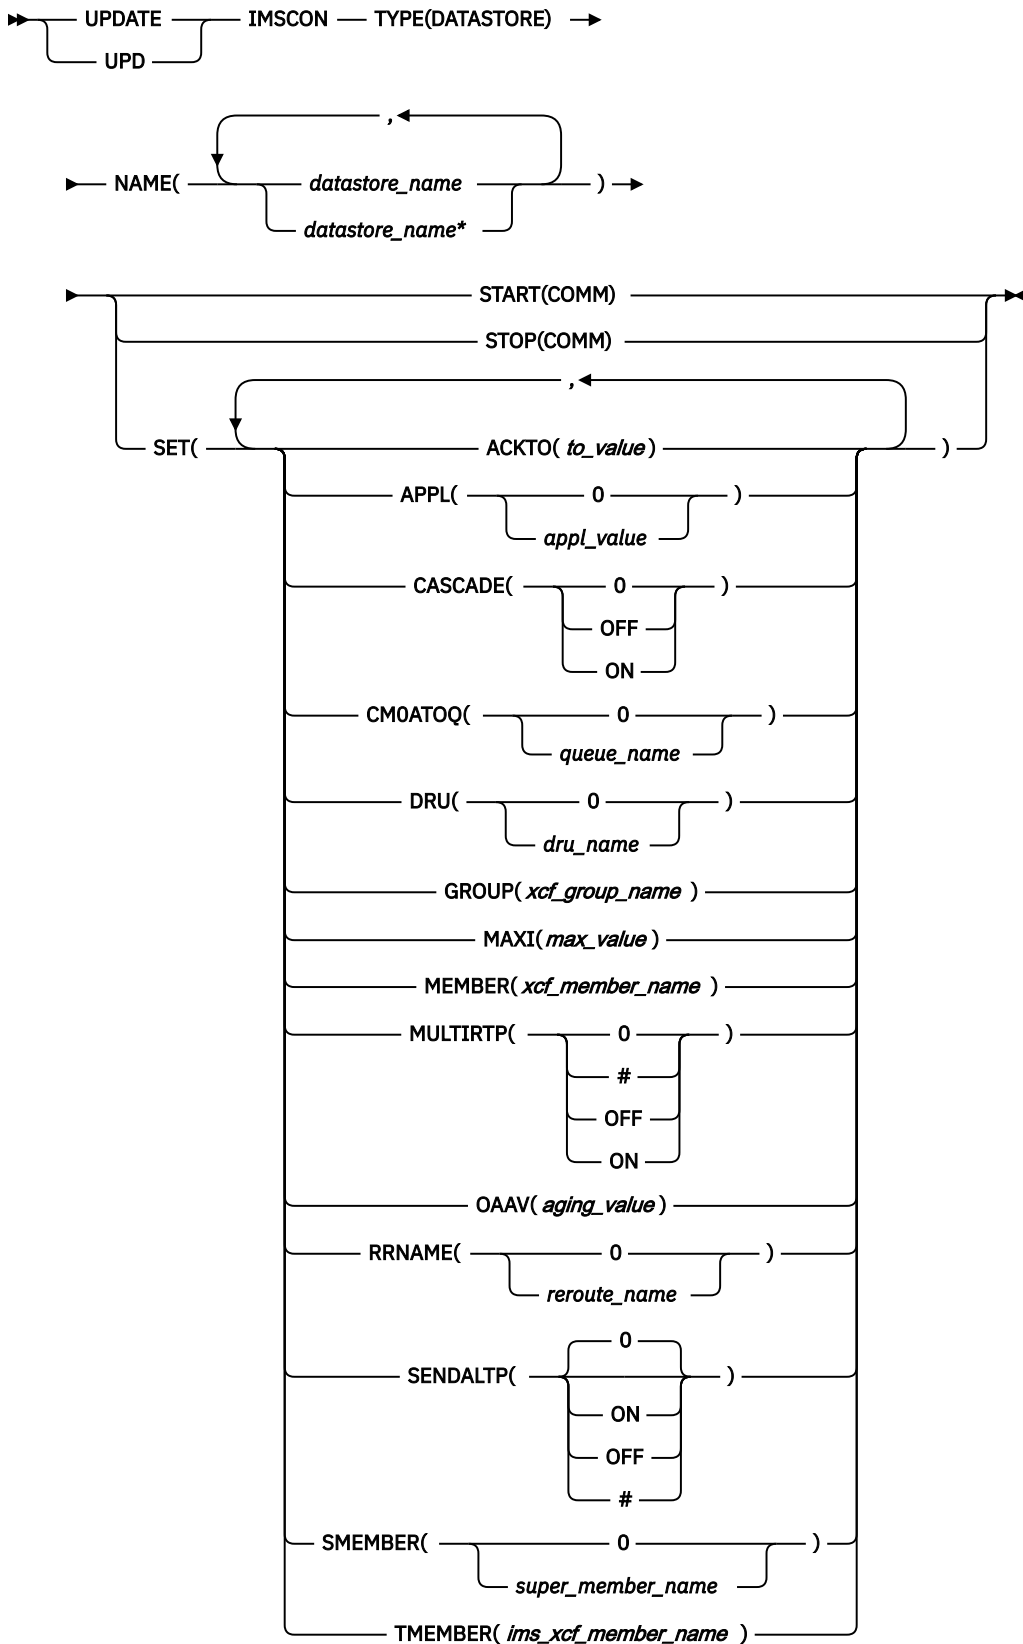 UPDATE IMSCON TYPE(DATASTORE)
UPD
,
NAME( datastore_name )
datastore_name*
START(COMM)
STOP(COMM)
,
SET( ACKTO( to_value ) )
APPL( 0 )
appl_value
CASCADE( 0 )
OFF
ON
CM0ATOQ( 0 )
queue_name
DRU( 0 )
dru_name
GROUP( xcf_group_name )
MAXI( max_value )
MEMBER( xcf_member_name )
MULTIRTP( 0 )
#
OFF
ON
OAAV( aging_value )
RRNAME( 0 )
reroute_name
0
SENDALTP( )
ON
OFF
#
SMEMBER( 0 )
super_member_name
TMEMBER( ims_xcf_member_name )